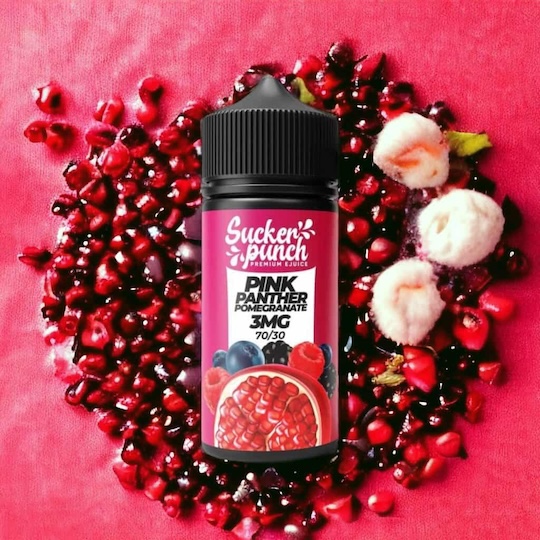 Sucker
punch
PREMIUM EJUICE
PINK
PANTHER
POMEGRANATE
3MG
70/30